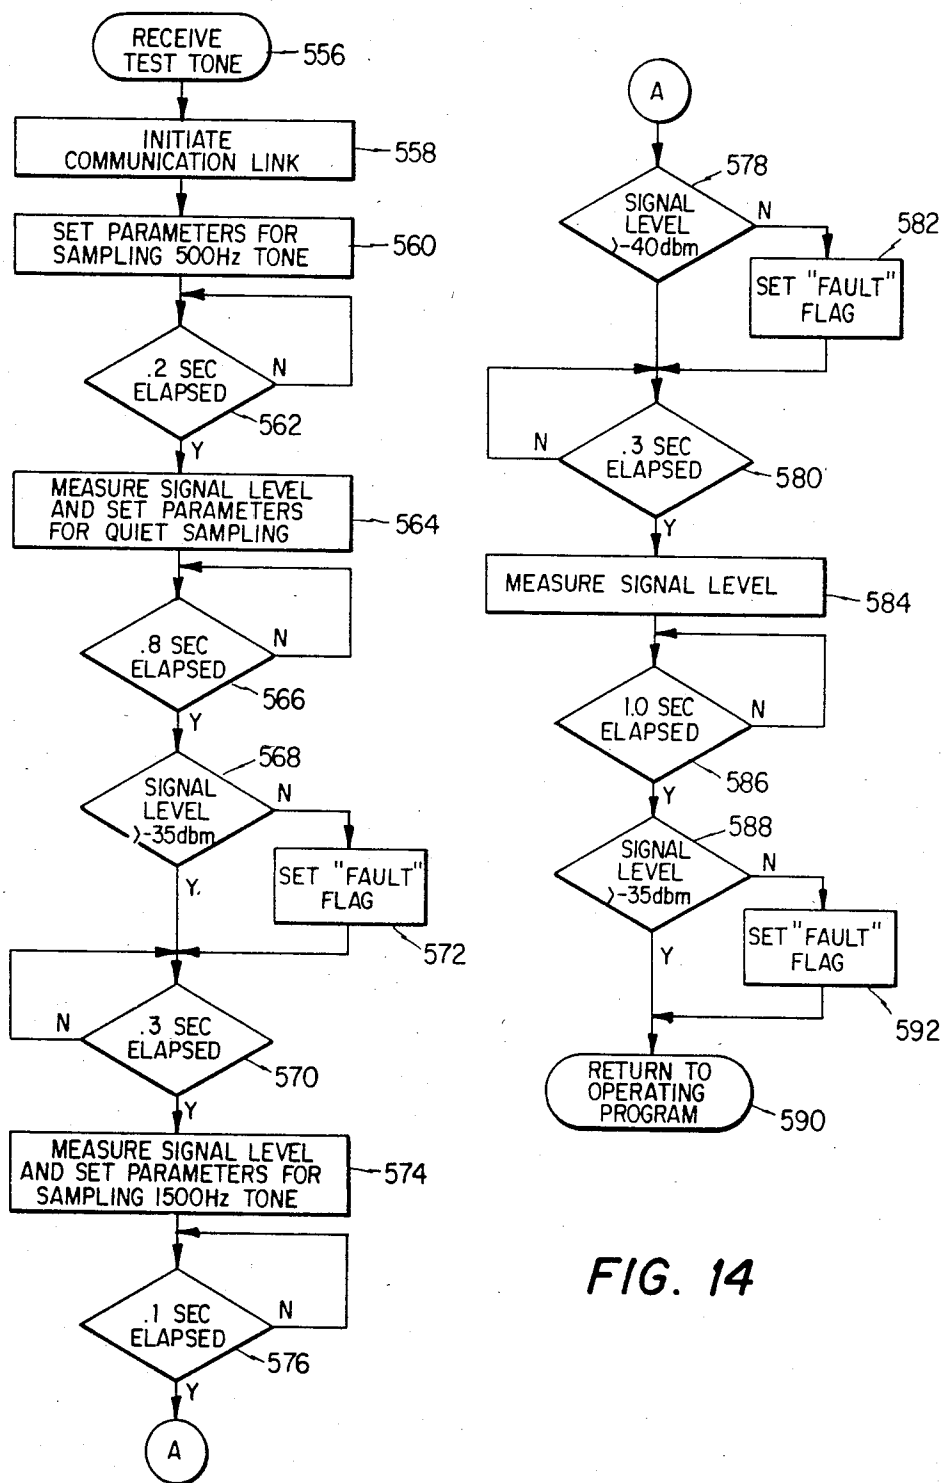 RECEIVE
TEST TONE
556
INITIATE
COMMUNICATION LINK
558
SET PARAMETERS FOR
SAMPLING 500Hz TONE
560
.2 SEC
ELAPSED
N
562
Y
MEASURE SIGNAL LEVEL
AND SET PARAMETERS
FOR QUIET SAMPLING
564
.8 SEC
ELAPSED
N
566
Y
568
SIGNAL
LEVEL
>-35dbm
N
Y
SET "FAULT"
FLAG
572
.3 SEC
ELAPSED
N
570
Y
MEASURE SIGNAL LEVEL
AND SET PARAMETERS FOR
SAMPLING 1500Hz TONE
574
.1 SEC
ELAPSED
N
576
Y
A
A
578
SIGNAL
LEVEL
>-40dbm
N
582
SET "FAULT"
FLAG
.3 SEC
ELAPSED
N
580
Y
MEASURE SIGNAL LEVEL
584
1.0 SEC
ELAPSED
N
586
Y
588
SIGNAL
LEVEL
>-35dbm
N
Y
SET "FAULT"
FLAG
592
RETURN TO
OPERATING
PROGRAM
590
FIG. 14